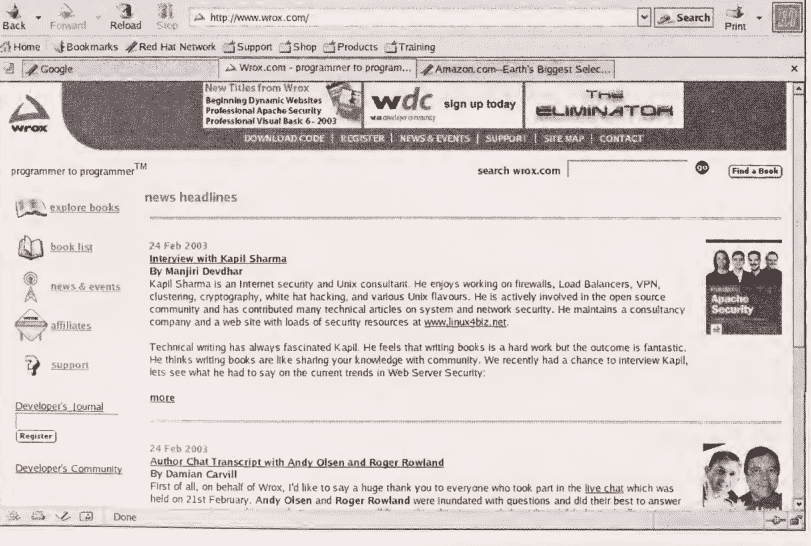 Back Forward Reload Stop http://www.wrox.com/ Search Print
Home Bookmarks Red Hat Network Support Shop Products Training
Google Wrox.com - programmer to program... Amazon.com--Earth's Biggest Selec...
New Titles from Wrox
Beginning Dynamic Websites
Professional Apache Security
Professional Visual Basic 6 - 2003
wdc sign up today
wrox developer community
THE
ELIMINATOR
wrox
DOWNLOAD CODE | REGISTER | NEWS & EVENTS | SUPPORT | SITE MAP | CONTACT
programmer to programmer™
search wrox.com go Find a Book
explore books
book list
news & events
affiliates
support
Developer's Journal
Register
Developer's Community
news headlines
24 Feb 2003
Interview with Kapil Sharma
By Manjiri Devdhar
Kapil Sharma is an Internet security and Unix consultant. He enjoys working on firewalls, Load Balancers, VPN,
clustering, cryptography, white hat hacking, and various Unix flavours. He is actively involved in the open source
community and has contributed many technical articles on system and network security. He maintains a consultancy
company and a web site with loads of security resources at www.linux4biz.net.
Technical writing has always fascinated Kapil. He feels that writing books is a hard work but the outcome is fantastic.
He thinks writing books are like sharing your knowledge with community. We recently had a chance to interview Kapil,
lets see what he had to say on the current trends in Web Server Security:
more
Apache
Security
24 Feb 2003
Author Chat Transcript with Andy Olsen and Roger Rowland
By Damian Carvill
First of all, on behalf of Wrox, I'd like to say a huge thank you to everyone who took part in the live chat which was
held on 21st February. Andy Olsen and Roger Rowland were inundated with questions and did their best to answer
Done